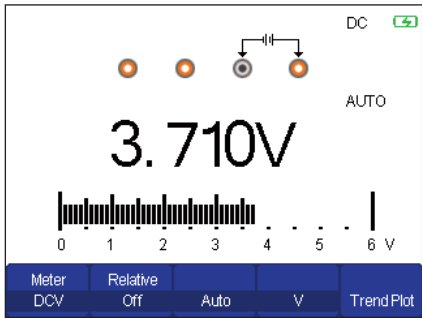 DC
AUTO
3.710V
0 1 2 3 4 5 6 V
Meter Relative
DCV Off Auto V Trend Plot